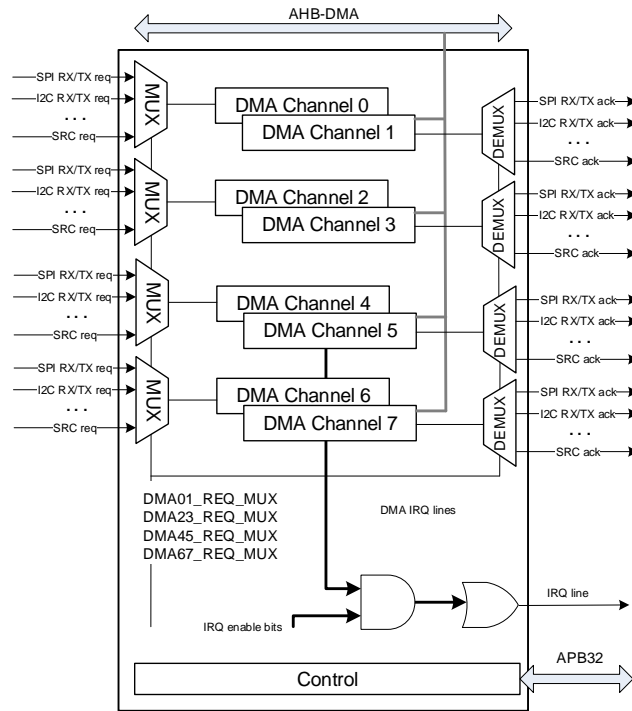 AHB-DMA
SPI RX/TX req
I2C RX/TX req
...
SRC req
MUX
DMA Channel 0
DMA Channel 1
DEMUX
SPI RX/TX ack
I2C RX/TX ack
...
SRC ack
SPI RX/TX req
I2C RX/TX req
...
SRC req
MUX
DMA Channel 2
DMA Channel 3
DEMUX
SPI RX/TX ack
I2C RX/TX ack
...
SRC ack
SPI RX/TX req
I2C RX/TX req
...
SRC req
MUX
DMA Channel 4
DMA Channel 5
DEMUX
SPI RX/TX ack
I2C RX/TX ack
...
SRC ack
SPI RX/TX req
I2C RX/TX req
...
SRC req
MUX
DMA Channel 6
DMA Channel 7
DEMUX
SPI RX/TX ack
I2C RX/TX ack
...
SRC ack
DMA01_REQ_MUX
DMA23_REQ_MUX
DMA45_REQ_MUX
DMA67_REQ_MUX
DMA IRQ lines
IRQ line
IRQ enable bits
Control
APB32